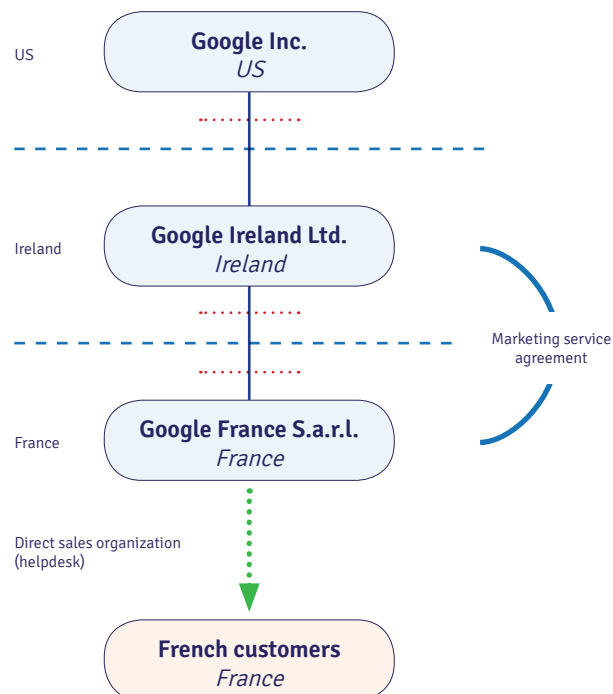 US
Google Inc.
US
Ireland
Google Ireland Ltd.
Ireland
Marketing service
agreement
France
Google France S.a.r.l.
France
Direct sales organization
(helpdesk)
French customers
France